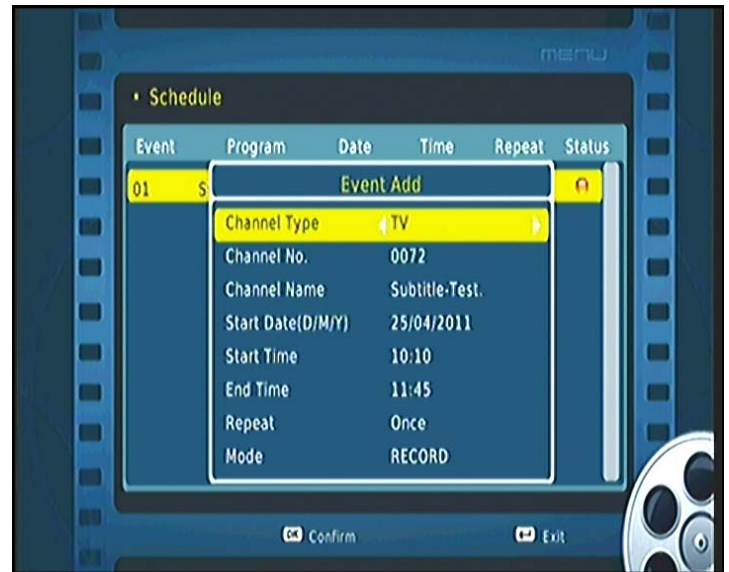 menu
• Schedule
Event Program Date Time Repeat Status
01 S
Event Add
Channel Type TV
Channel No. 0072
Channel Name Subtitle-Test.
Start Date(D/M/Y) 25/04/2011
Start Time 10:10
End Time 11:45
Repeat Once
Mode RECORD
OK Confirm Exit